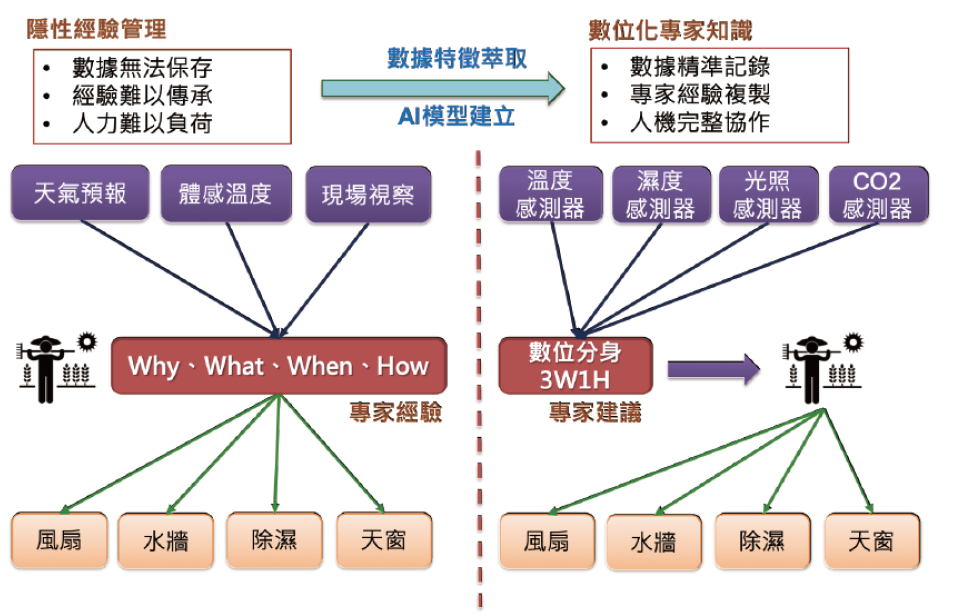 隱性經驗管理
• 數據無法保存
• 經驗難以傳承
• 人力難以負荷
數據特徵萃取
AI模型建立
數位化專家知識
• 數據精準記錄
• 專家經驗複製
• 人機完整協作
天氣預報
體感溫度
現場視察
Why、What、When、How
專家經驗
風扇
水牆
除濕
天窗
溫度
感測器
濕度
感測器
光照
感測器
CO2
感測器
數位分身
3W1H
專家建議
風扇
水牆
除濕
天窗